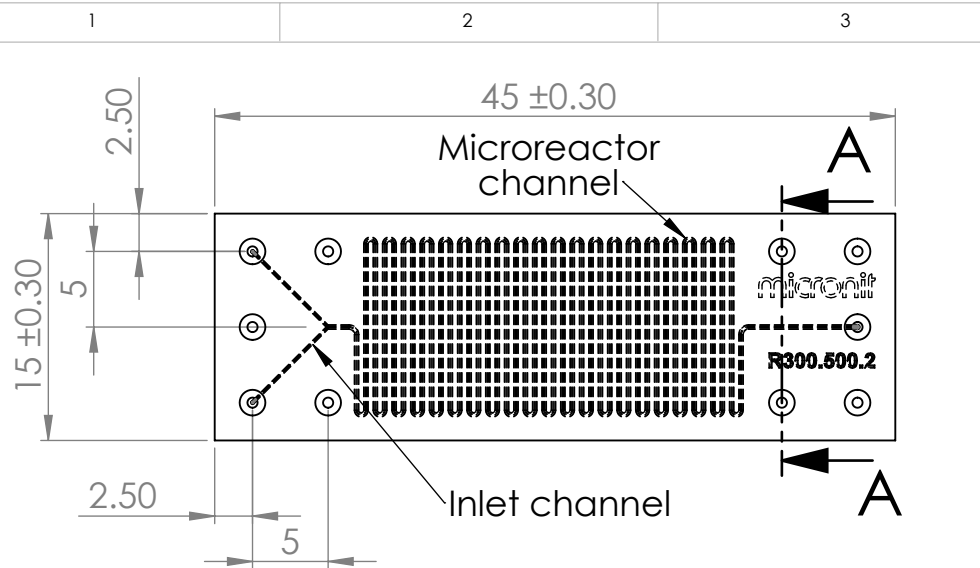 1 2 3
45 ±0.30
2.50
Microreactor
channel
A
15 ±0.30
5
micronit
R300.500.2
2.50
5
Inlet channel
A